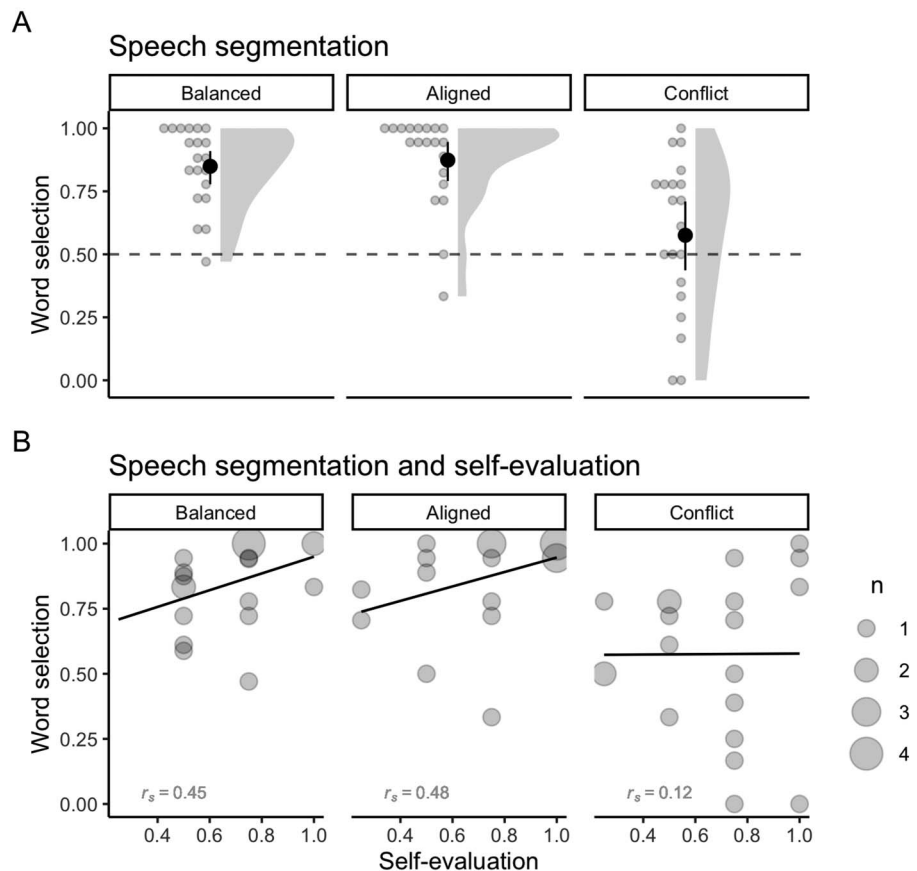 A
Speech segmentation
Balanced Aligned Conflict
1.00
0.75
0.50
0.25
0.00
Word selection
B
Speech segmentation and self-evaluation
Balanced Aligned Conflict
1.00
0.75
0.50
0.25
0.00
Word selection
rs = 0.45 rs = 0.48 rs = 0.12
0.4 0.6 0.8 1.0 0.4 0.6 0.8 1.0 0.4 0.6 0.8 1.0
Self-evaluation
n
1
2
3
4